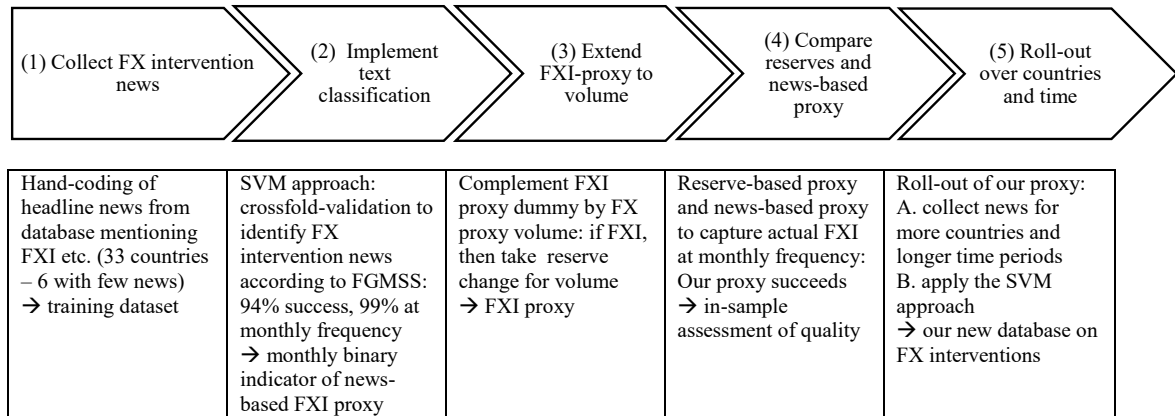 (1) Collect FX intervention
news
(2) Implement
text
classification
(3) Extend
FXI-proxy to
volume
(4) Compare
reserves and
news-based
proxy
(5) Roll-out
over countries
and time
Hand-coding of
headline news from
database mentioning
FXI etc. (33 countries
– 6 with few news)
→ training dataset
SVM approach:
crossfold-validation to
identify FX
intervention news
according to FGMSS:
94% success, 99% at
monthly frequency
→ monthly binary
indicator of news-
based FXI proxy
Complement FXI
proxy dummy by FX
proxy volume: if FXI,
then take reserve
change for volume
→ FXI proxy
Reserve-based proxy
and news-based proxy
to capture actual FXI
at monthly frequency:
Our proxy succeeds
→ in-sample
assessment of quality
Roll-out of our proxy:
A. collect news for
more countries and
longer time periods
B. apply the SVM
approach
→ our new database on
FX interventions